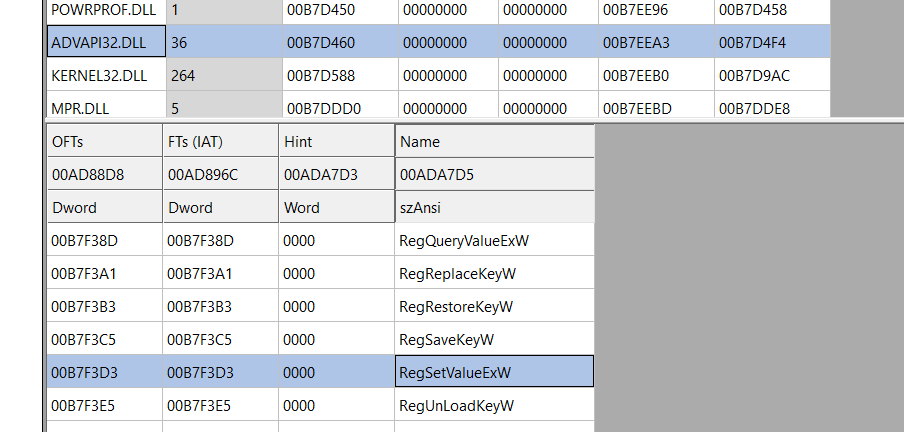 POWRPROF.DLL 1 00B7D450 00000000 00000000 00B7EE96 00B7D458
ADVAPI32.DLL 36 00B7D460 00000000 00000000 00B7EEA3 00B7D4F4
KERNEL32.DLL 264 00B7D588 00000000 00000000 00B7EEB0 00B7D9AC
MPR.DLL 5 00B7DDD0 00000000 00000000 00B7EEBD 00B7DDE8
OFTs FTs (IAT) Hint Name
00AD88D8 00AD896C 00ADA7D3 00ADA7D5
Dword Dword Word szAnsi
00B7F38D 00B7F38D 0000 RegQueryValueExW
00B7F3A1 00B7F3A1 0000 RegReplaceKeyW
00B7F3B3 00B7F3B3 0000 RegRestoreKeyW
00B7F3C5 00B7F3C5 0000 RegSaveKeyW
00B7F3D3 00B7F3D3 0000 RegSetValueExW
00B7F3E5 00B7F3E5 0000 RegUnLoadKeyW